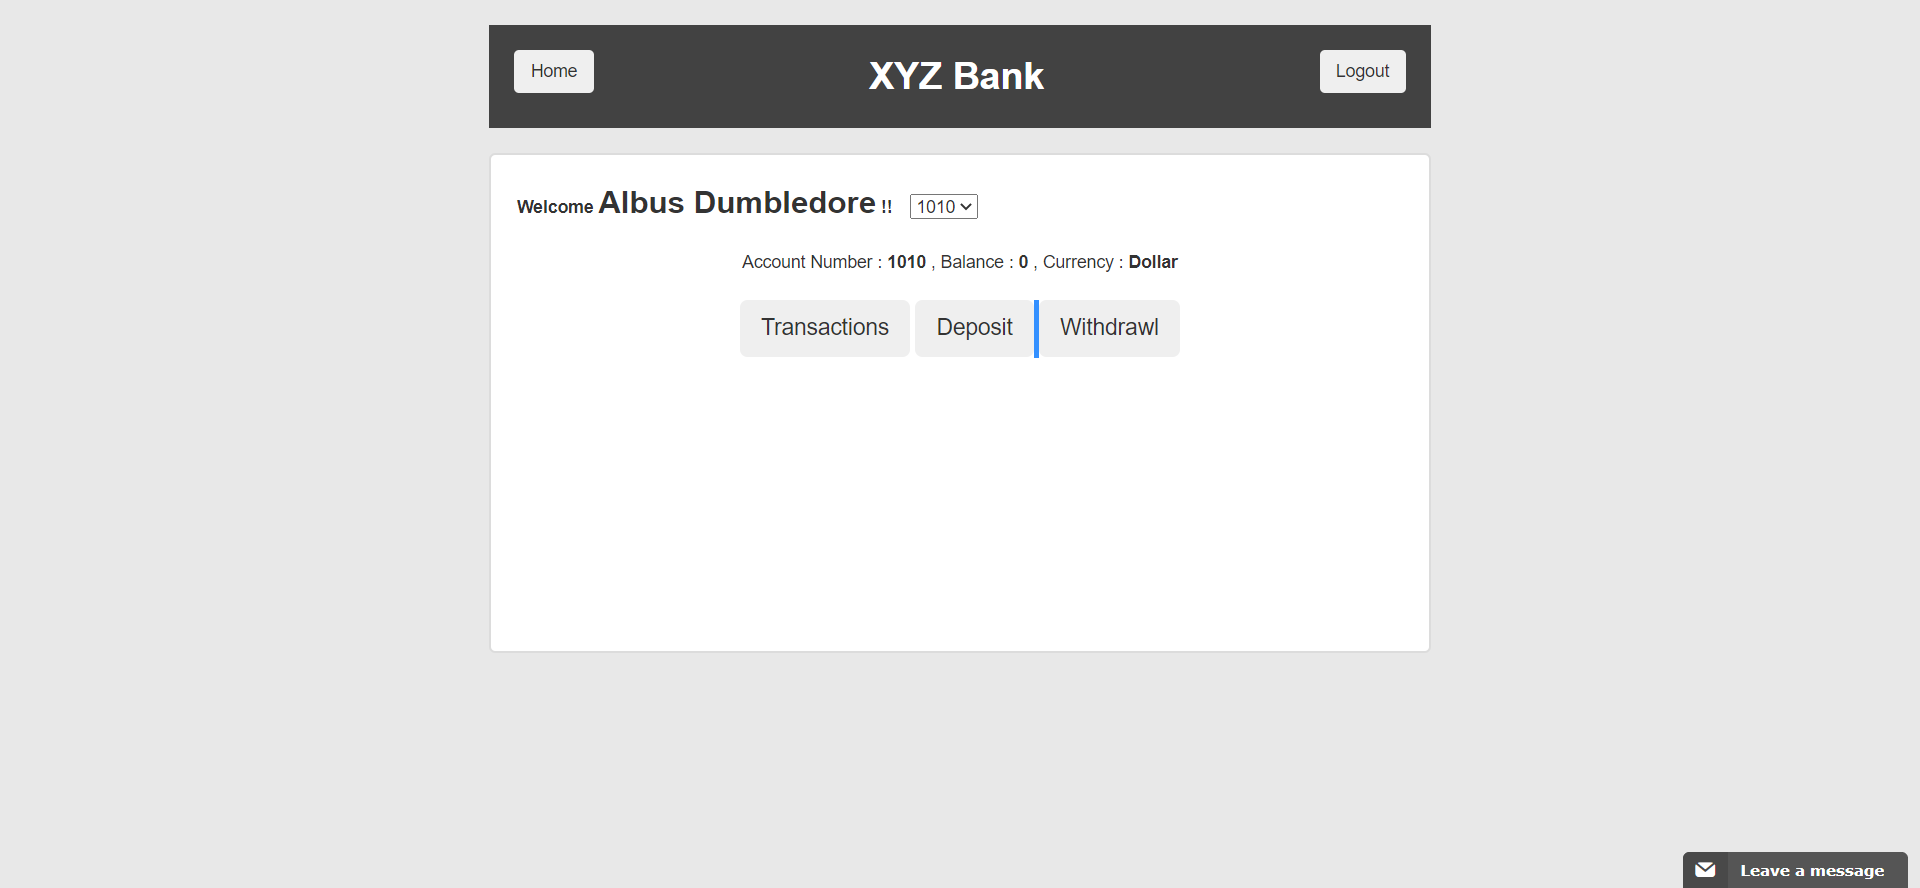 Home
XYZ Bank
Logout
Welcome Albus Dumbledore !! 1010
Account Number : 1010 , Balance : 0 , Currency : Dollar
Transactions
Deposit
Withdrawl
Leave a message